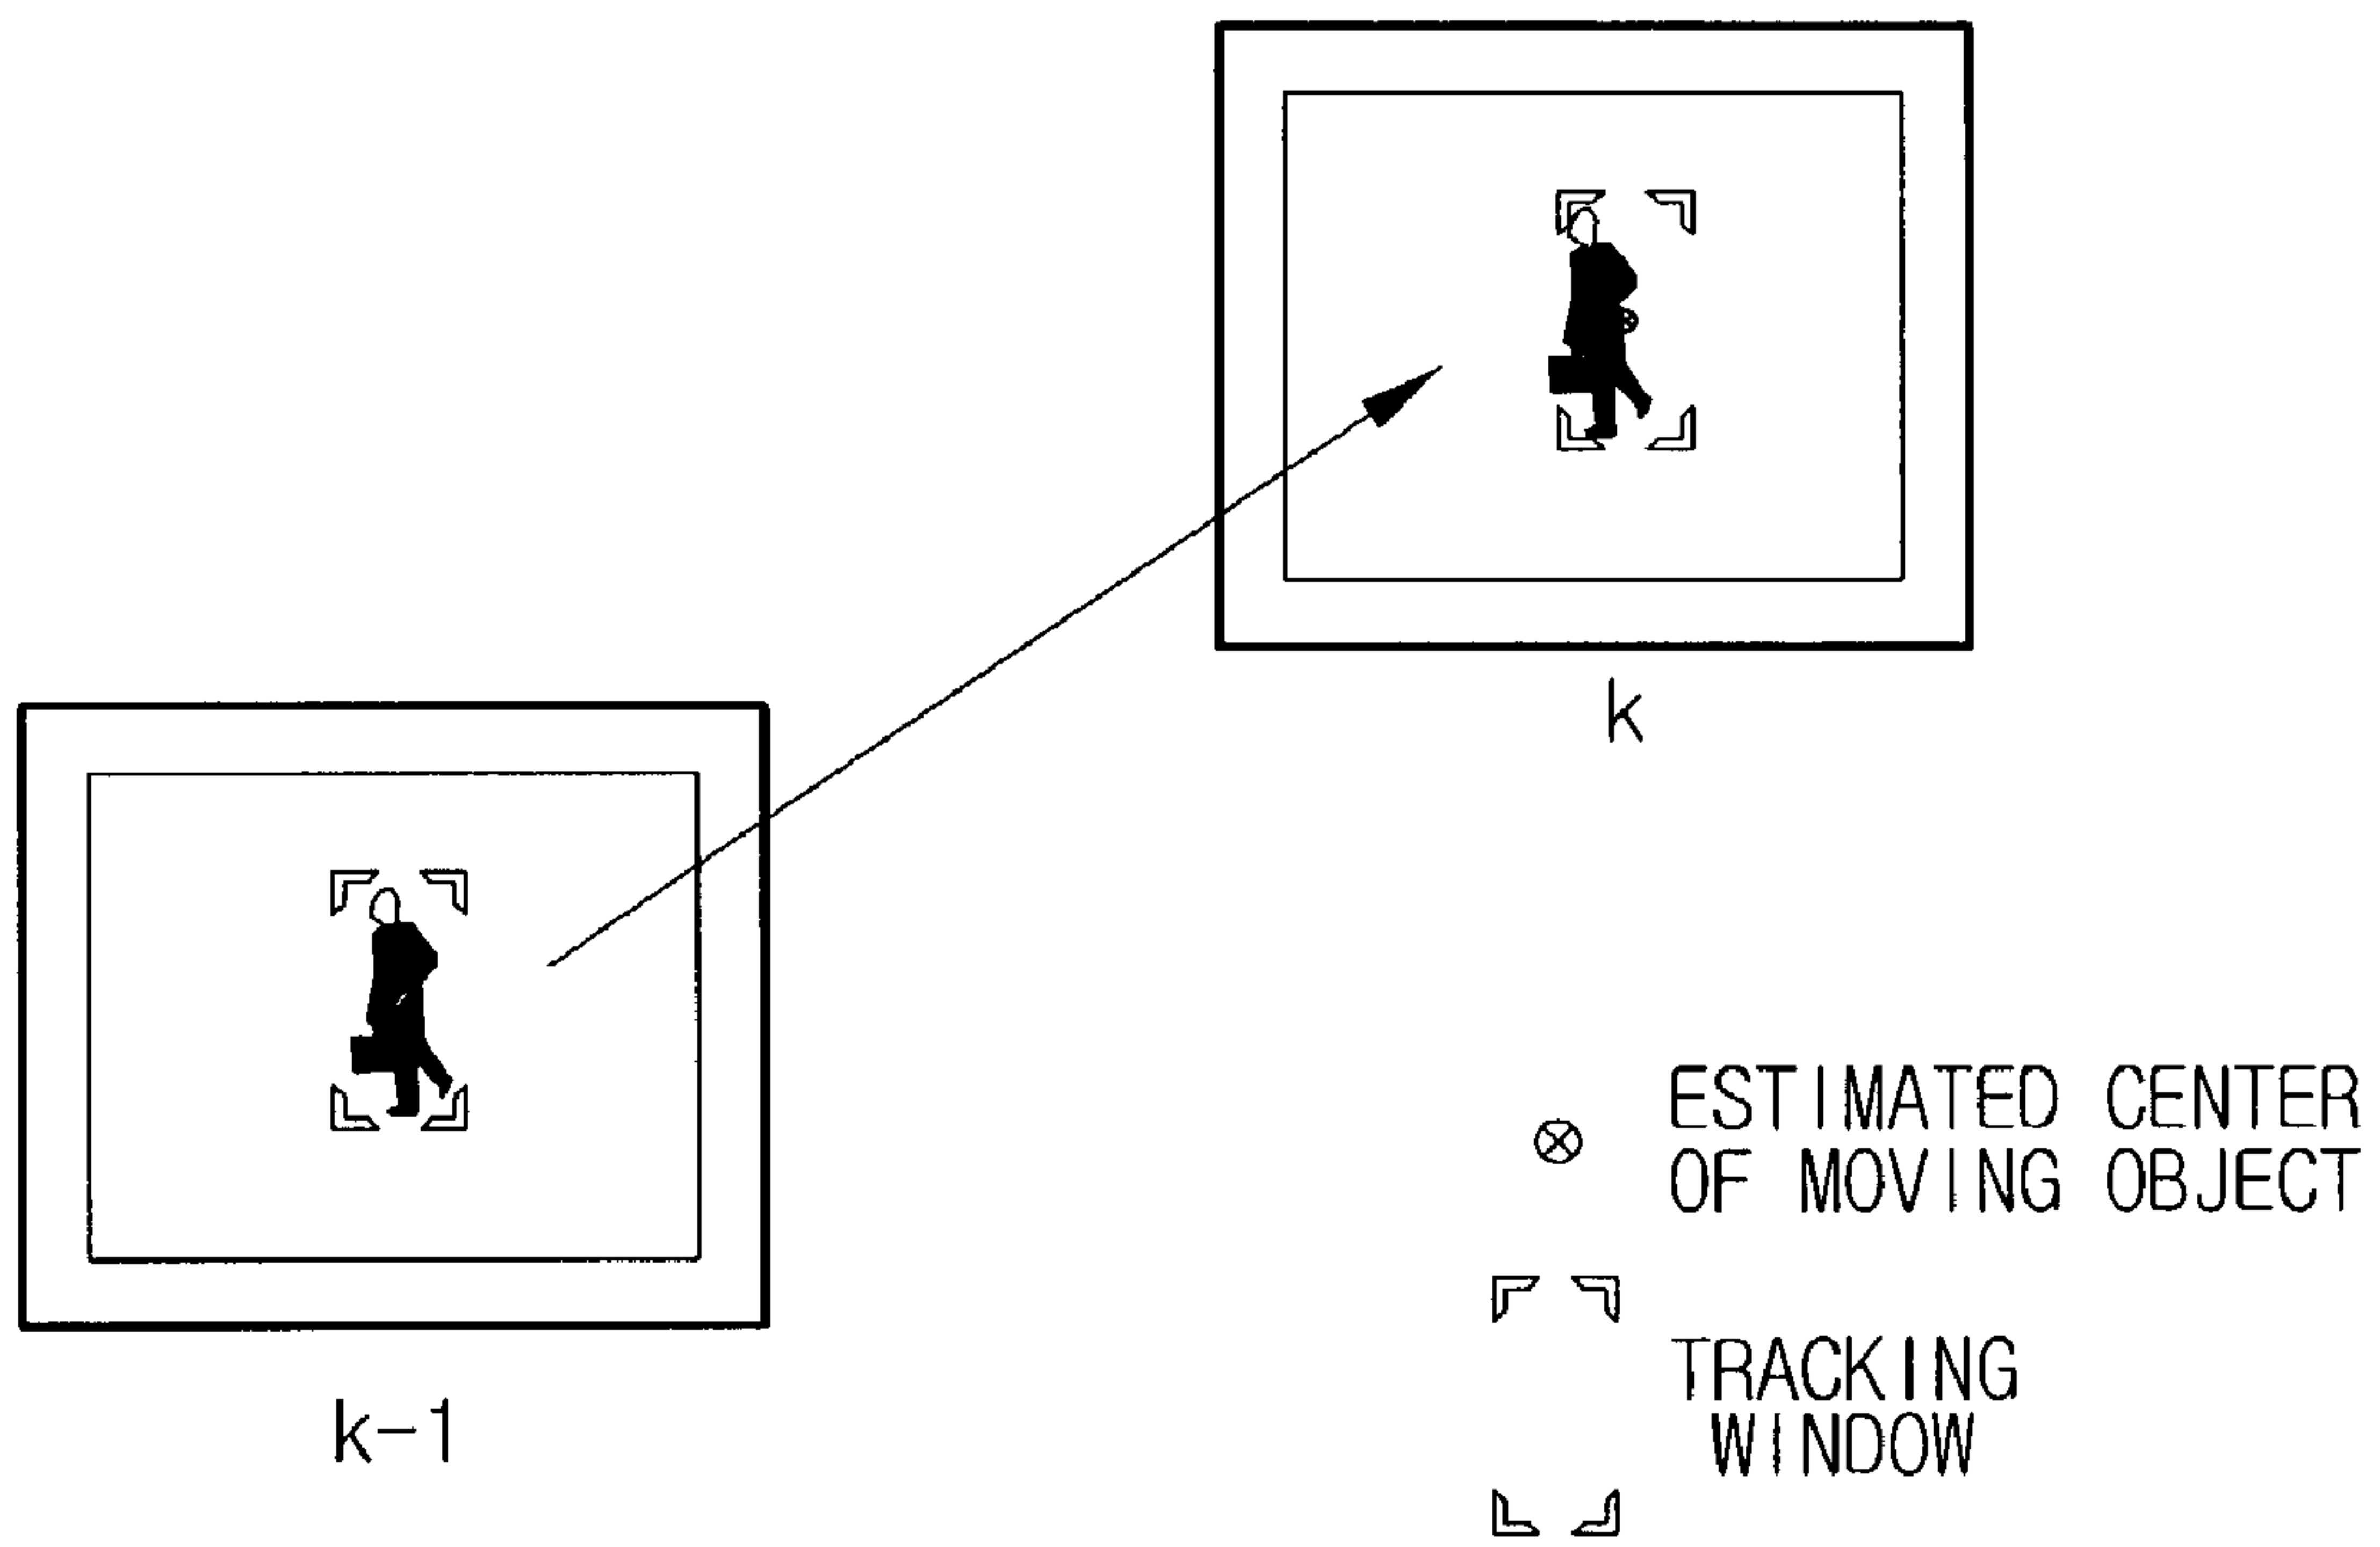 k
k-1
ESTIMATED CENTER
OF MOVING OBJECT
TRACKING
WINDOW